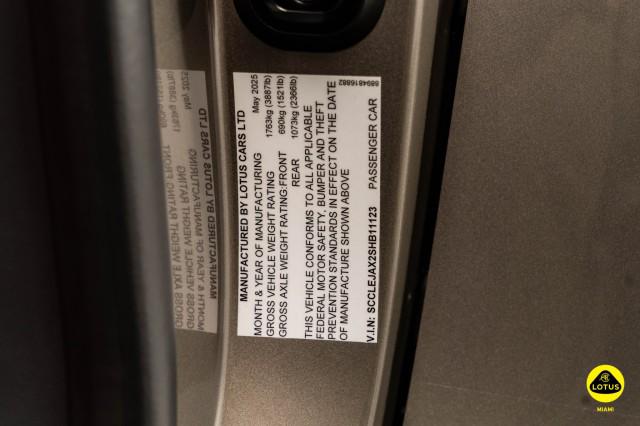 MANUFACTURED BY LOTUS CARS LTD
MONTH & YEAR OF MANUFACTURING May 2025
GROSS VEHICLE WEIGHT RATING 1763kg (3887lb)
GROSS AXLE WEIGHT RATING:FRONT 690kg (1521lb)
REAR 1073kg (2366lb)
THIS VEHICLE CONFORMS TO ALL APPLICABLE
FEDERAL MOTOR SAFETY, BUMPER AND THEFT
PREVENTION STANDARDS IN EFFECT ON THE DATE
OF MANUFACTURE SHOWN ABOVE
V.I.N: SCCLEJAX2SHB11123 PASSENGER CAR
8894816882
LOTUS
MIAMI